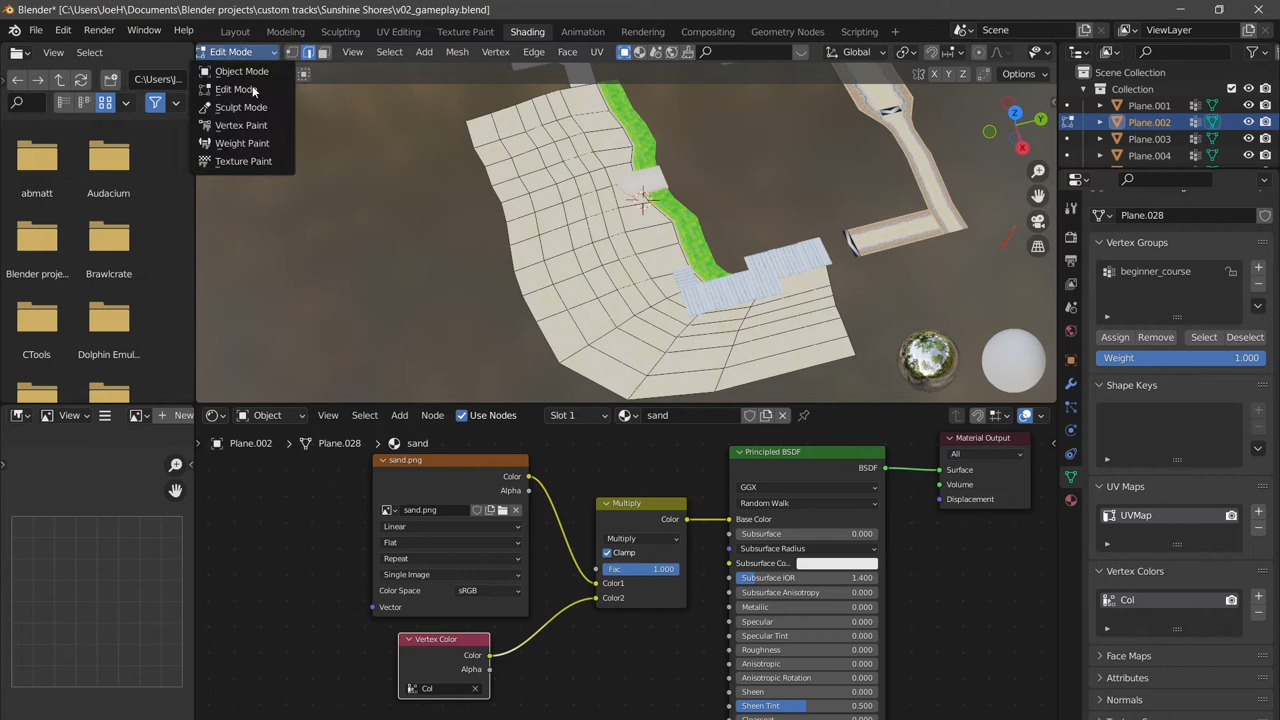 Blender* [C:\Users\JoeH\Documents\Blender projects\custom tracks\Sunshine Shores\v02_gameplay.blend]
File Edit Render Window Help Layout Modeling Sculpting UV Editing Texture Paint Shading Animation Rendering Compositing Geometry Nodes Scripting Scene ViewLayer
View Select Edit Mode View Select Add Mesh Vertex Edge Face UV Global
Object Mode X Y Z Options Scene Collection
C:\Users\J... Edit Mode Collection
Sculpt Mode Plane.001
Vertex Paint Z Y Plane.002
Weight Paint X Plane.003
Texture Paint Plane.004
abmatt Audacium
Plane.028
Vertex Groups
beginner_course
Blender proje... Brawlcrate
Assign Remove Select Deselect
Weight 1.000
CTools Dolphin Emul...
Shape Keys
View New Object View Select Add Node Use Nodes Slot 1 sand
Plane.002 Plane.028 sand
sand.png
Color
Alpha
sand.png
Linear
Flat
Repeat
Single Image
Color Space sRGB
Vector
Vertex Color
Color
Alpha
Col
Multiply
Color
Multiply
Clamp
Fac 1.000
Color1
Color2
Principled BSDF
BSDF
GGX
Random Walk
Base Color
Subsurface 0.000
Subsurface Radius
Subsurface Co...
Subsurface IOR 1.400
Subsurface Anisotropy 0.000
Metallic 0.000
Specular 0.000
Specular Tint 0.000
Roughness 0.000
Anisotropic 0.000
Anisotropic Rotation 0.000
Sheen 0.000
Sheen Tint 0.500
Material Output
All
Surface
Volume
Displacement
UV Maps
UVMap
Vertex Colors
Col
Face Maps
Attributes
Normals